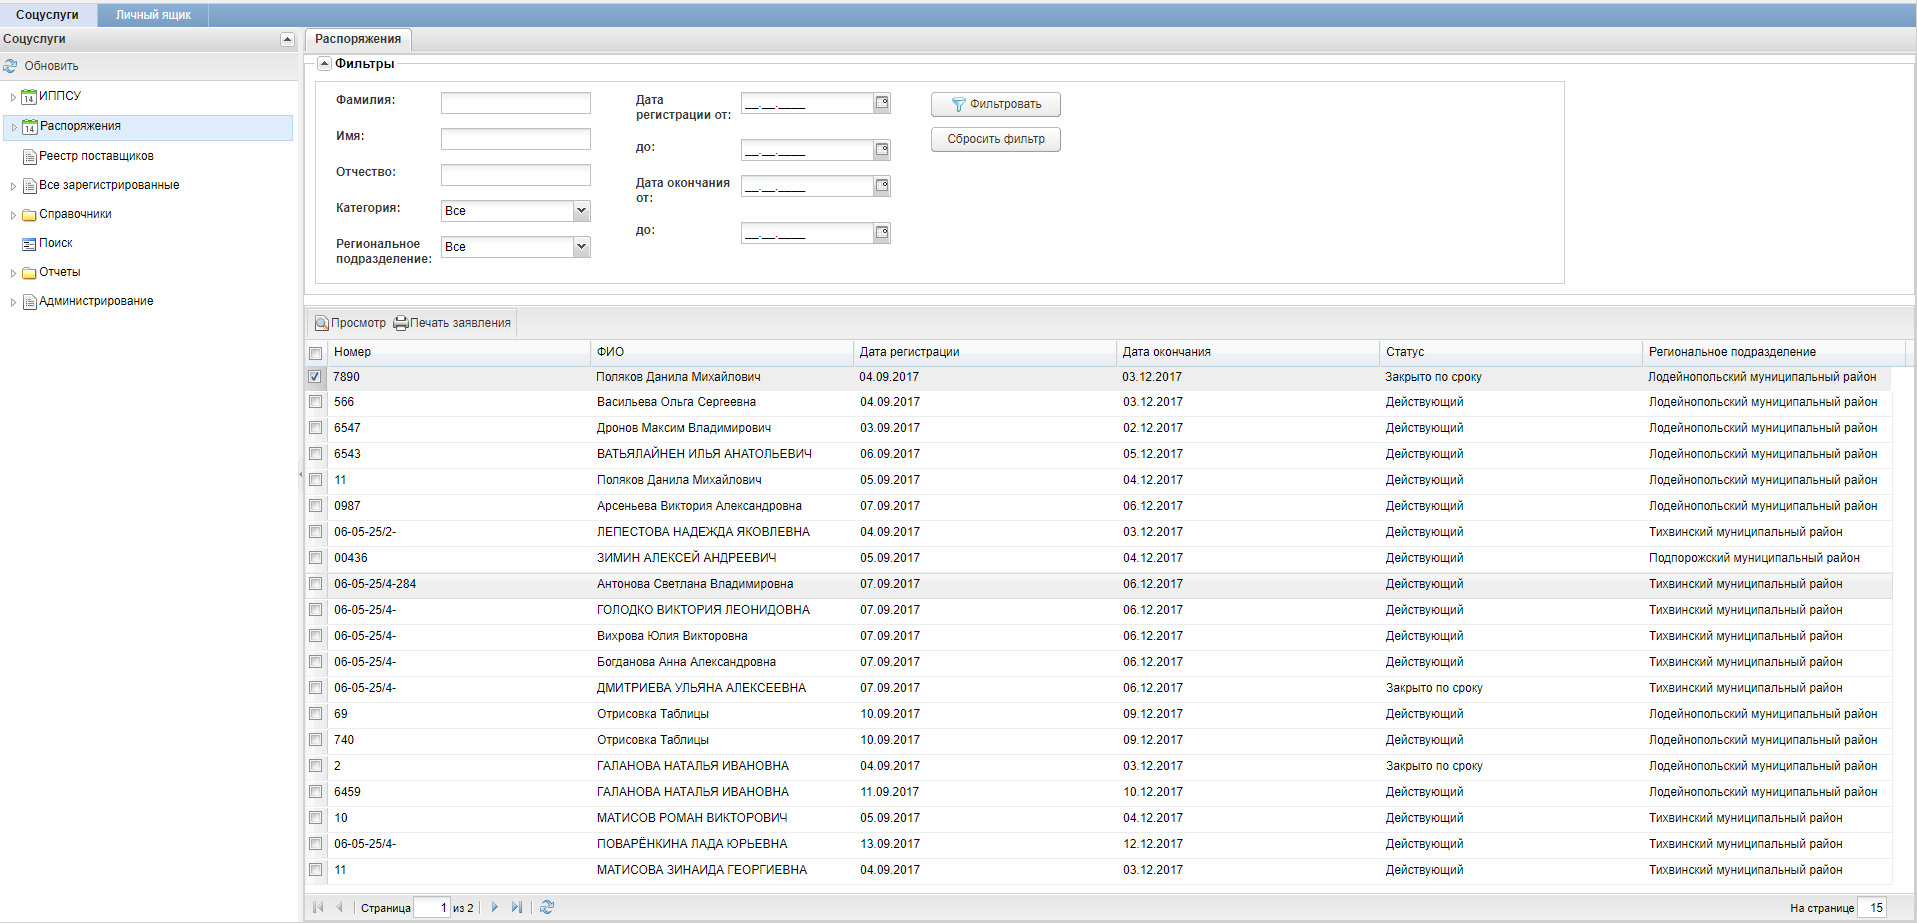 Соцуслуги Личный ящик
Соцуслуги
Обновить
14 ИППСУ
14 Распоряжения
Реестр поставщиков
Все зарегистрированные
Справочники
Поиск
Отчеты
Администрирование
Распоряжения
Фильтры
Фамилия:
Имя:
Отчество:
Категория: Все
Региональное
подразделение: Все
Дата
регистрации от: __.__.____
до: __.__.____
Дата окончания
от: __.__.____
до: __.__.____
Фильтровать
Сбросить фильтр
Просмотр Печать заявления
Номер ФИО Дата регистрации Дата окончания Статус Региональное подразделение
7890 Поляков Данила Михайлович 04.09.2017 03.12.2017 Закрыто по сроку Лодейнопольский муниципальный район
566 Васильева Ольга Сергеевна 04.09.2017 03.12.2017 Действующий Лодейнопольский муниципальный район
6547 Дронов Максим Владимирович 03.09.2017 02.12.2017 Действующий Лодейнопольский муниципальный район
6543 ВАТЬЯЛАЙНЕН ИЛЬЯ АНАТОЛЬЕВИЧ 06.09.2017 05.12.2017 Действующий Лодейнопольский муниципальный район
11 Поляков Данила Михайлович 05.09.2017 04.12.2017 Действующий Лодейнопольский муниципальный район
0987 Арсеньева Виктория Александровна 07.09.2017 06.12.2017 Действующий Лодейнопольский муниципальный район
06-05-25/2- ЛЕПЕСТОВА НАДЕЖДА ЯКОВЛЕВНА 04.09.2017 03.12.2017 Действующий Тихвинский муниципальный район
00436 ЗИМИН АЛЕКСЕЙ АНДРЕЕВИЧ 05.09.2017 04.12.2017 Действующий Подпорожский муниципальный район
06-05-25/4-284 Антонова Светлана Владимировна 07.09.2017 06.12.2017 Действующий Тихвинский муниципальный район
06-05-25/4- ГОЛОДКО ВИКТОРИЯ ЛЕОНИДОВНА 07.09.2017 06.12.2017 Действующий Тихвинский муниципальный район
06-05-25/4- Вихрова Юлия Викторовна 07.09.2017 06.12.2017 Действующий Тихвинский муниципальный район
06-05-25/4- Богданова Анна Александровна 07.09.2017 06.12.2017 Действующий Тихвинский муниципальный район
06-05-25/4- ДМИТРИЕВА УЛЬЯНА АЛЕКСЕЕВНА 07.09.2017 06.12.2017 Закрыто по сроку Тихвинский муниципальный район
69 Отрисовка Таблицы 10.09.2017 09.12.2017 Действующий Лодейнопольский муниципальный район
740 Отрисовка Таблицы 10.09.2017 09.12.2017 Действующий Лодейнопольский муниципальный район
2 ГАЛАНОВА НАТАЛЬЯ ИВАНОВНА 04.09.2017 03.12.2017 Закрыто по сроку Лодейнопольский муниципальный район
6459 ГАЛАНОВА НАТАЛЬЯ ИВАНОВНА 11.09.2017 10.12.2017 Действующий Лодейнопольский муниципальный район
10 МАТИСОВ РОМАН ВИКТОРОВИЧ 05.09.2017 04.12.2017 Действующий Тихвинский муниципальный район
06-05-25/4- ПОВАРЁНКИНА ЛАДА ЮРЬЕВНА 13.09.2017 12.12.2017 Действующий Тихвинский муниципальный район
11 МАТИСОВА ЗИНАИДА ГЕОРГИЕВНА 04.09.2017 03.12.2017 Действующий Тихвинский муниципальный район
Страница 1 из 2 На странице 15